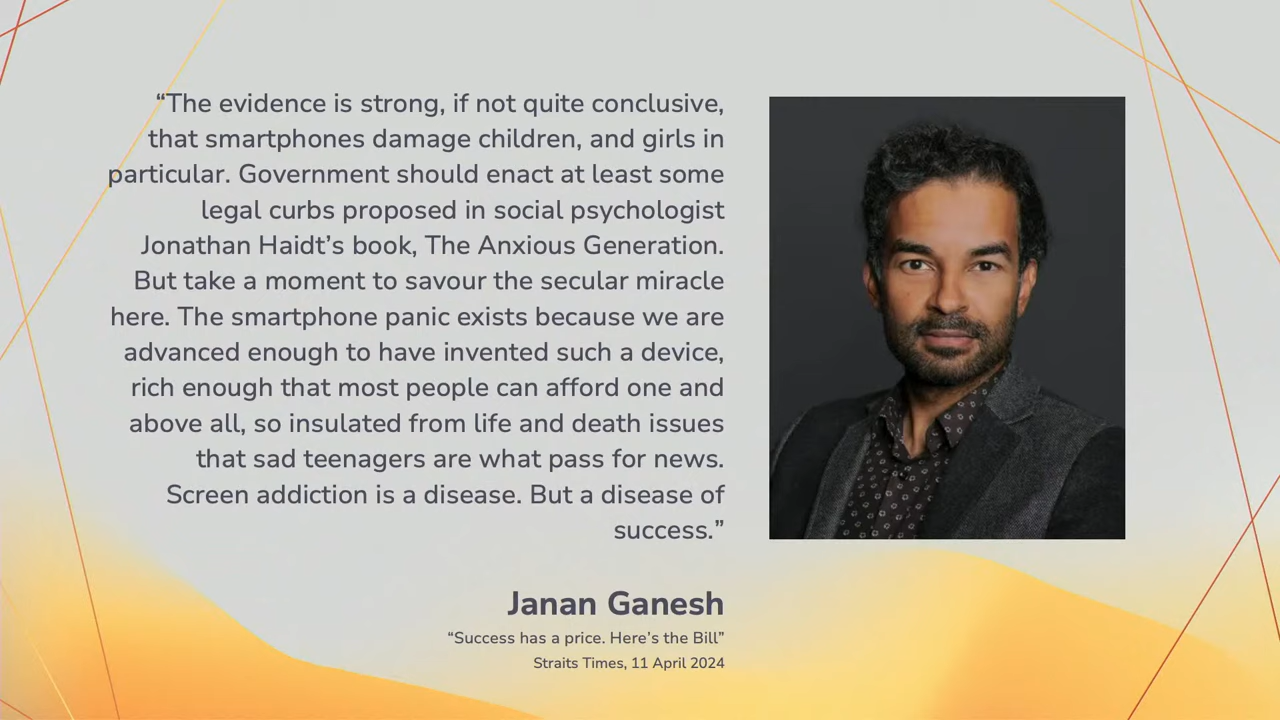 “The evidence is strong, if not quite conclusive,
that smartphones damage children, and girls in
particular. Government should enact at least some
legal curbs proposed in social psychologist
Jonathan Haidt’s book, The Anxious Generation.
But take a moment to savour the secular miracle
here. The smartphone panic exists because we are
advanced enough to have invented such a device,
rich enough that most people can afford one and
above all, so insulated from life and death issues
that sad teenagers are what pass for news.
Screen addiction is a disease. But a disease of
success.”
Janan Ganesh
“Success has a price. Here’s the Bill”
Straits Times, 11 April 2024